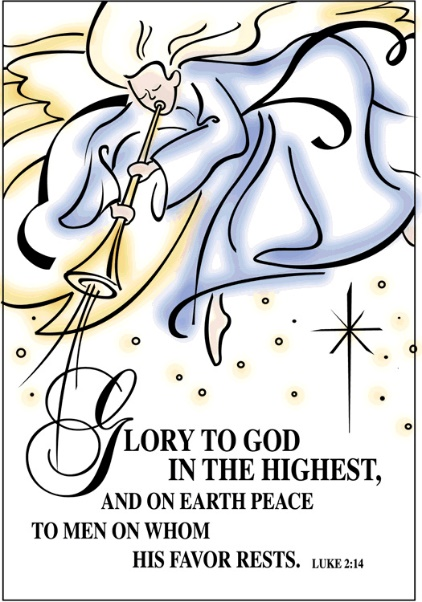 GLORY TO GOD
IN THE HIGHEST,
AND ON EARTH PEACE
TO MEN ON WHOM
HIS FAVOR RESTS. LUKE 2:14